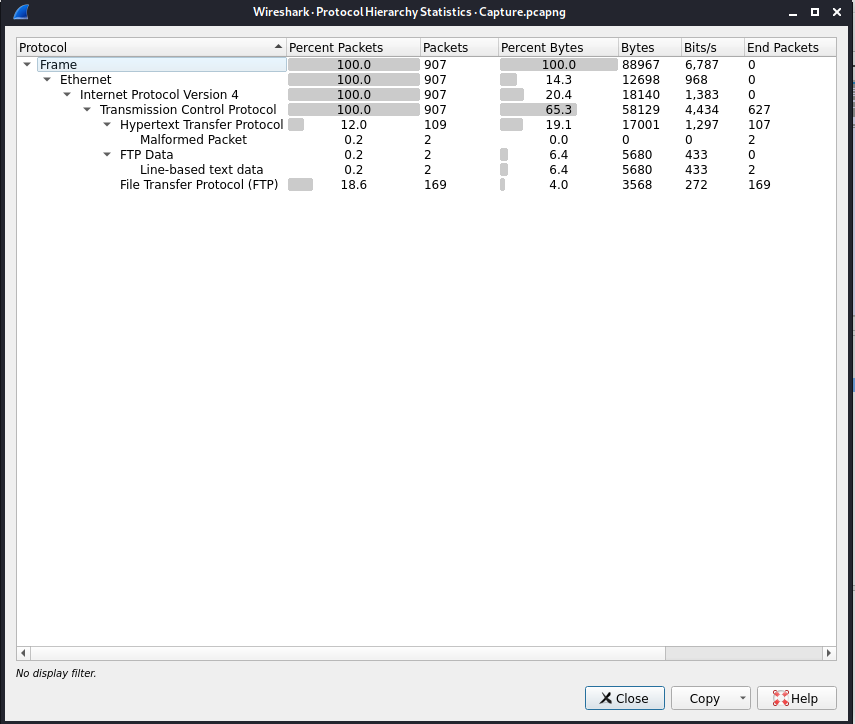 Wireshark · Protocol Hierarchy Statistics · Capture.pcapng
Protocol Percent Packets Packets Percent Bytes Bytes Bits/s End Packets
Frame 100.0 907 100.0 88967 6,787 0
Ethernet 100.0 907 14.3 12698 968 0
Internet Protocol Version 4 100.0 907 20.4 18140 1,383 0
Transmission Control Protocol 100.0 907 65.3 58129 4,434 627
Hypertext Transfer Protocol 12.0 109 19.1 17001 1,297 107
Malformed Packet 0.2 2 0.0 0 0 2
FTP Data 0.2 2 6.4 5680 433 0
Line-based text data 0.2 2 6.4 5680 433 2
File Transfer Protocol (FTP) 18.6 169 4.0 3568 272 169
No display filter.
Close Copy Help